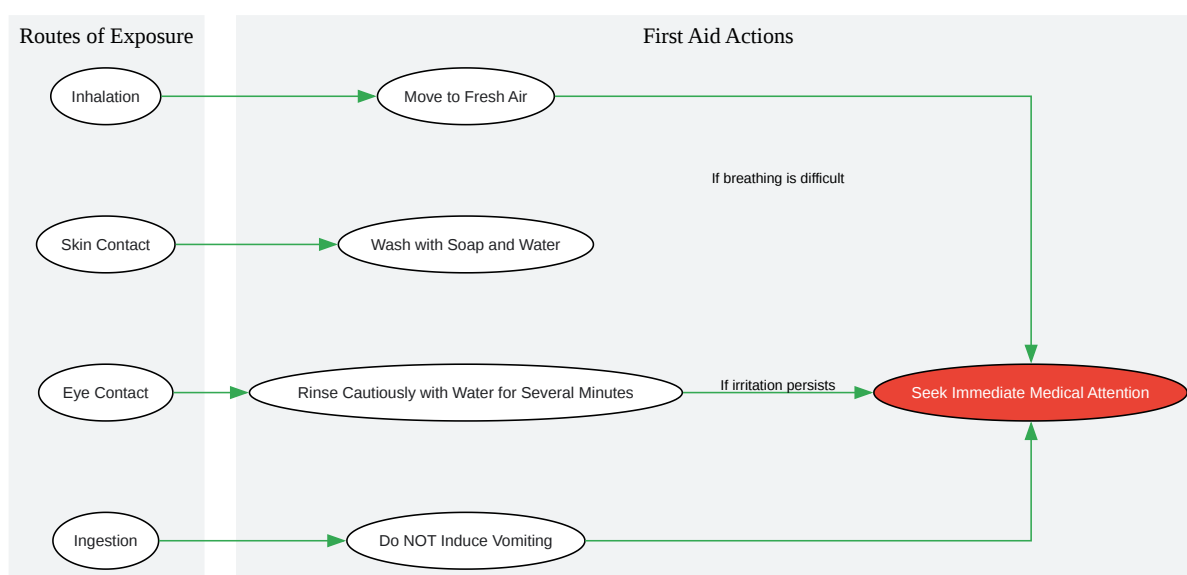 Routes of Exposure
First Aid Actions
Inhalation
Move to Fresh Air
If breathing is difficult
Skin Contact
Wash with Soap and Water
Eye Contact
Rinse Cautiously with Water for Several Minutes
If irritation persists
Seek Immediate Medical Attention
Ingestion
Do NOT Induce Vomiting